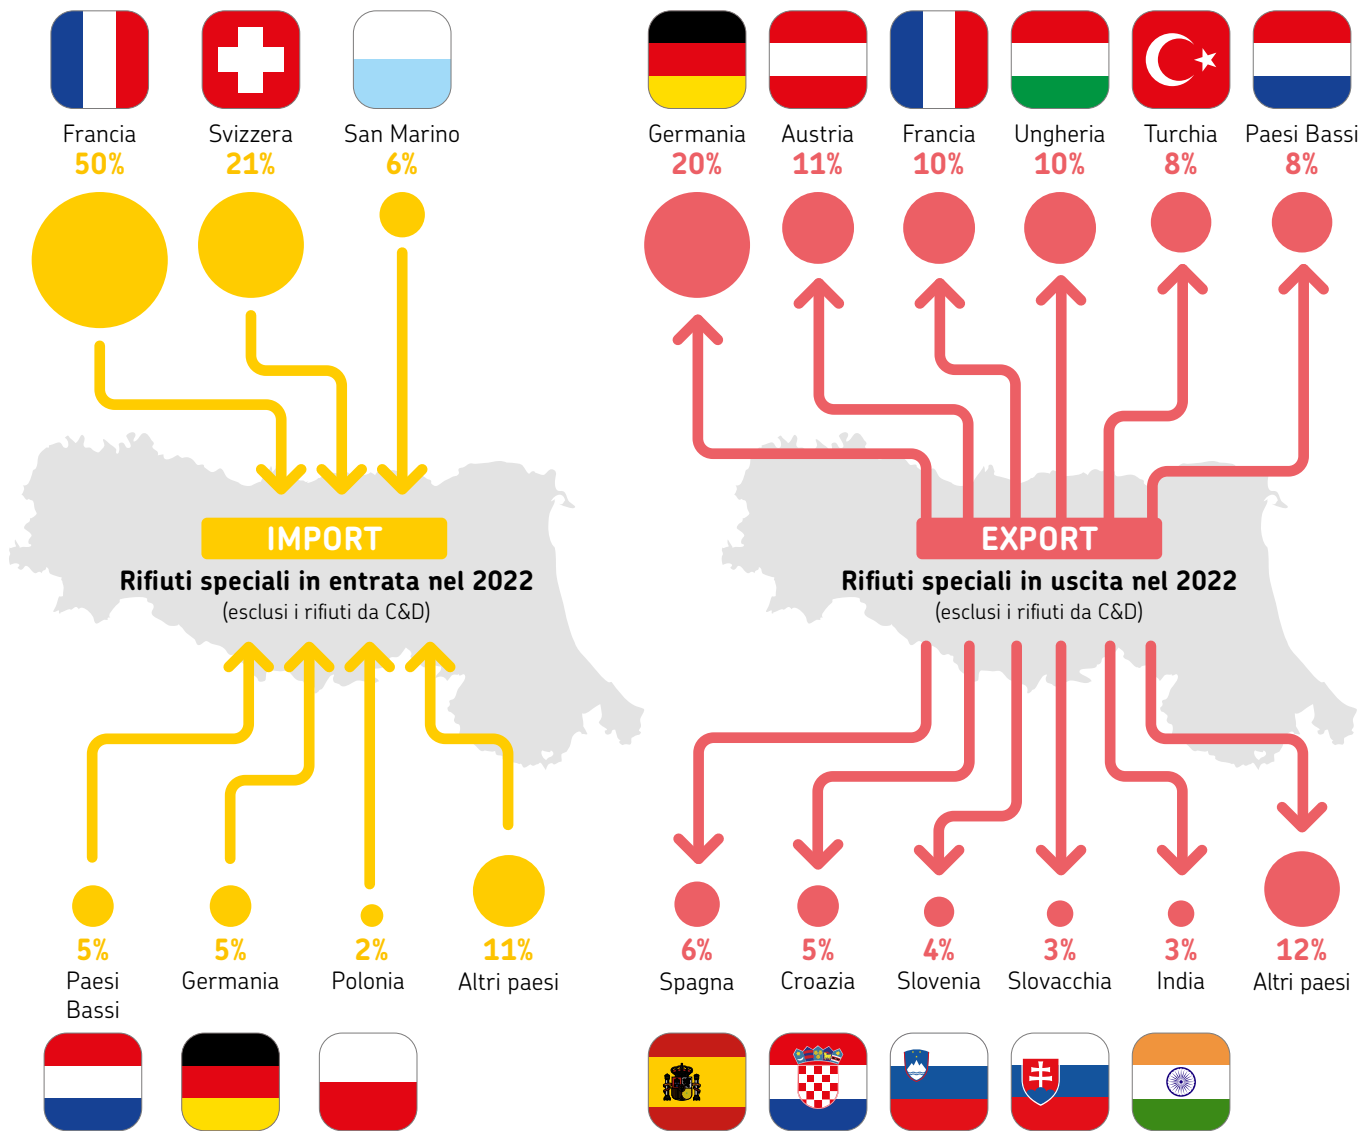 Francia
50%
Svizzera
21%
San Marino
6%
IMPORT
Rifiuti speciali in entrata nel 2022
(esclusi i rifiuti da C&D)
5%
Paesi
Bassi
5%
Germania
2%
Polonia
11%
Altri paesi
Germania
20%
Austria
11%
Francia
10%
Ungheria
10%
Turchia
8%
Paesi Bassi
8%
EXPORT
Rifiuti speciali in uscita nel 2022
(esclusi i rifiuti da C&D)
6%
Spagna
5%
Croazia
4%
Slovenia
3%
Slovacchia
3%
India
12%
Altri paesi